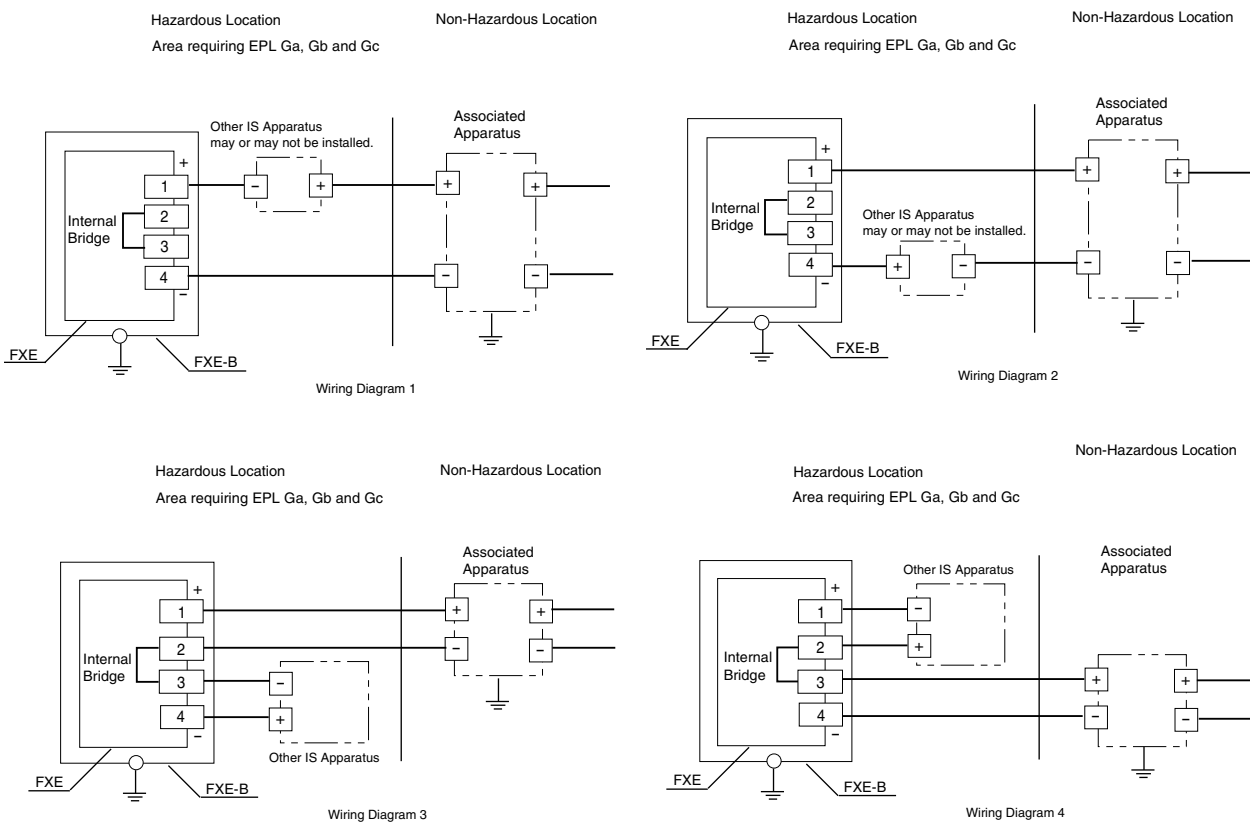 Hazardous Location
Non-Hazardous Location
Area requiring EPL Ga, Gb and Gc
Associated
Apparatus
Other IS Apparatus
may or may not be installed.
+
1
−
+
+
+
2
Internal
Bridge
3
4
−
−
−
FXE
FXE-B
Wiring Diagram 1
Hazardous Location
Non-Hazardous Location
Area requiring EPL Ga, Gb and Gc
Associated
Apparatus
+
1
+
+
2
Internal
Bridge
3
Other IS Apparatus
may or may not be installed.
4
+
−
−
−
−
FXE
FXE-B
Wiring Diagram 2
Hazardous Location
Non-Hazardous Location
Area requiring EPL Ga, Gb and Gc
Associated
Apparatus
+
1
+
+
2
−
−
Internal
Bridge
3
−
4
+
−
Other IS Apparatus
FXE
FXE-B
Wiring Diagram 3
Non-Hazardous Location
Hazardous Location
Area requiring EPL Ga, Gb and Gc
Associated
Apparatus
Other IS Apparatus
+
1
−
2
+
Internal
Bridge
3
+
+
4
−
−
−
FXE
FXE-B
Wiring Diagram 4